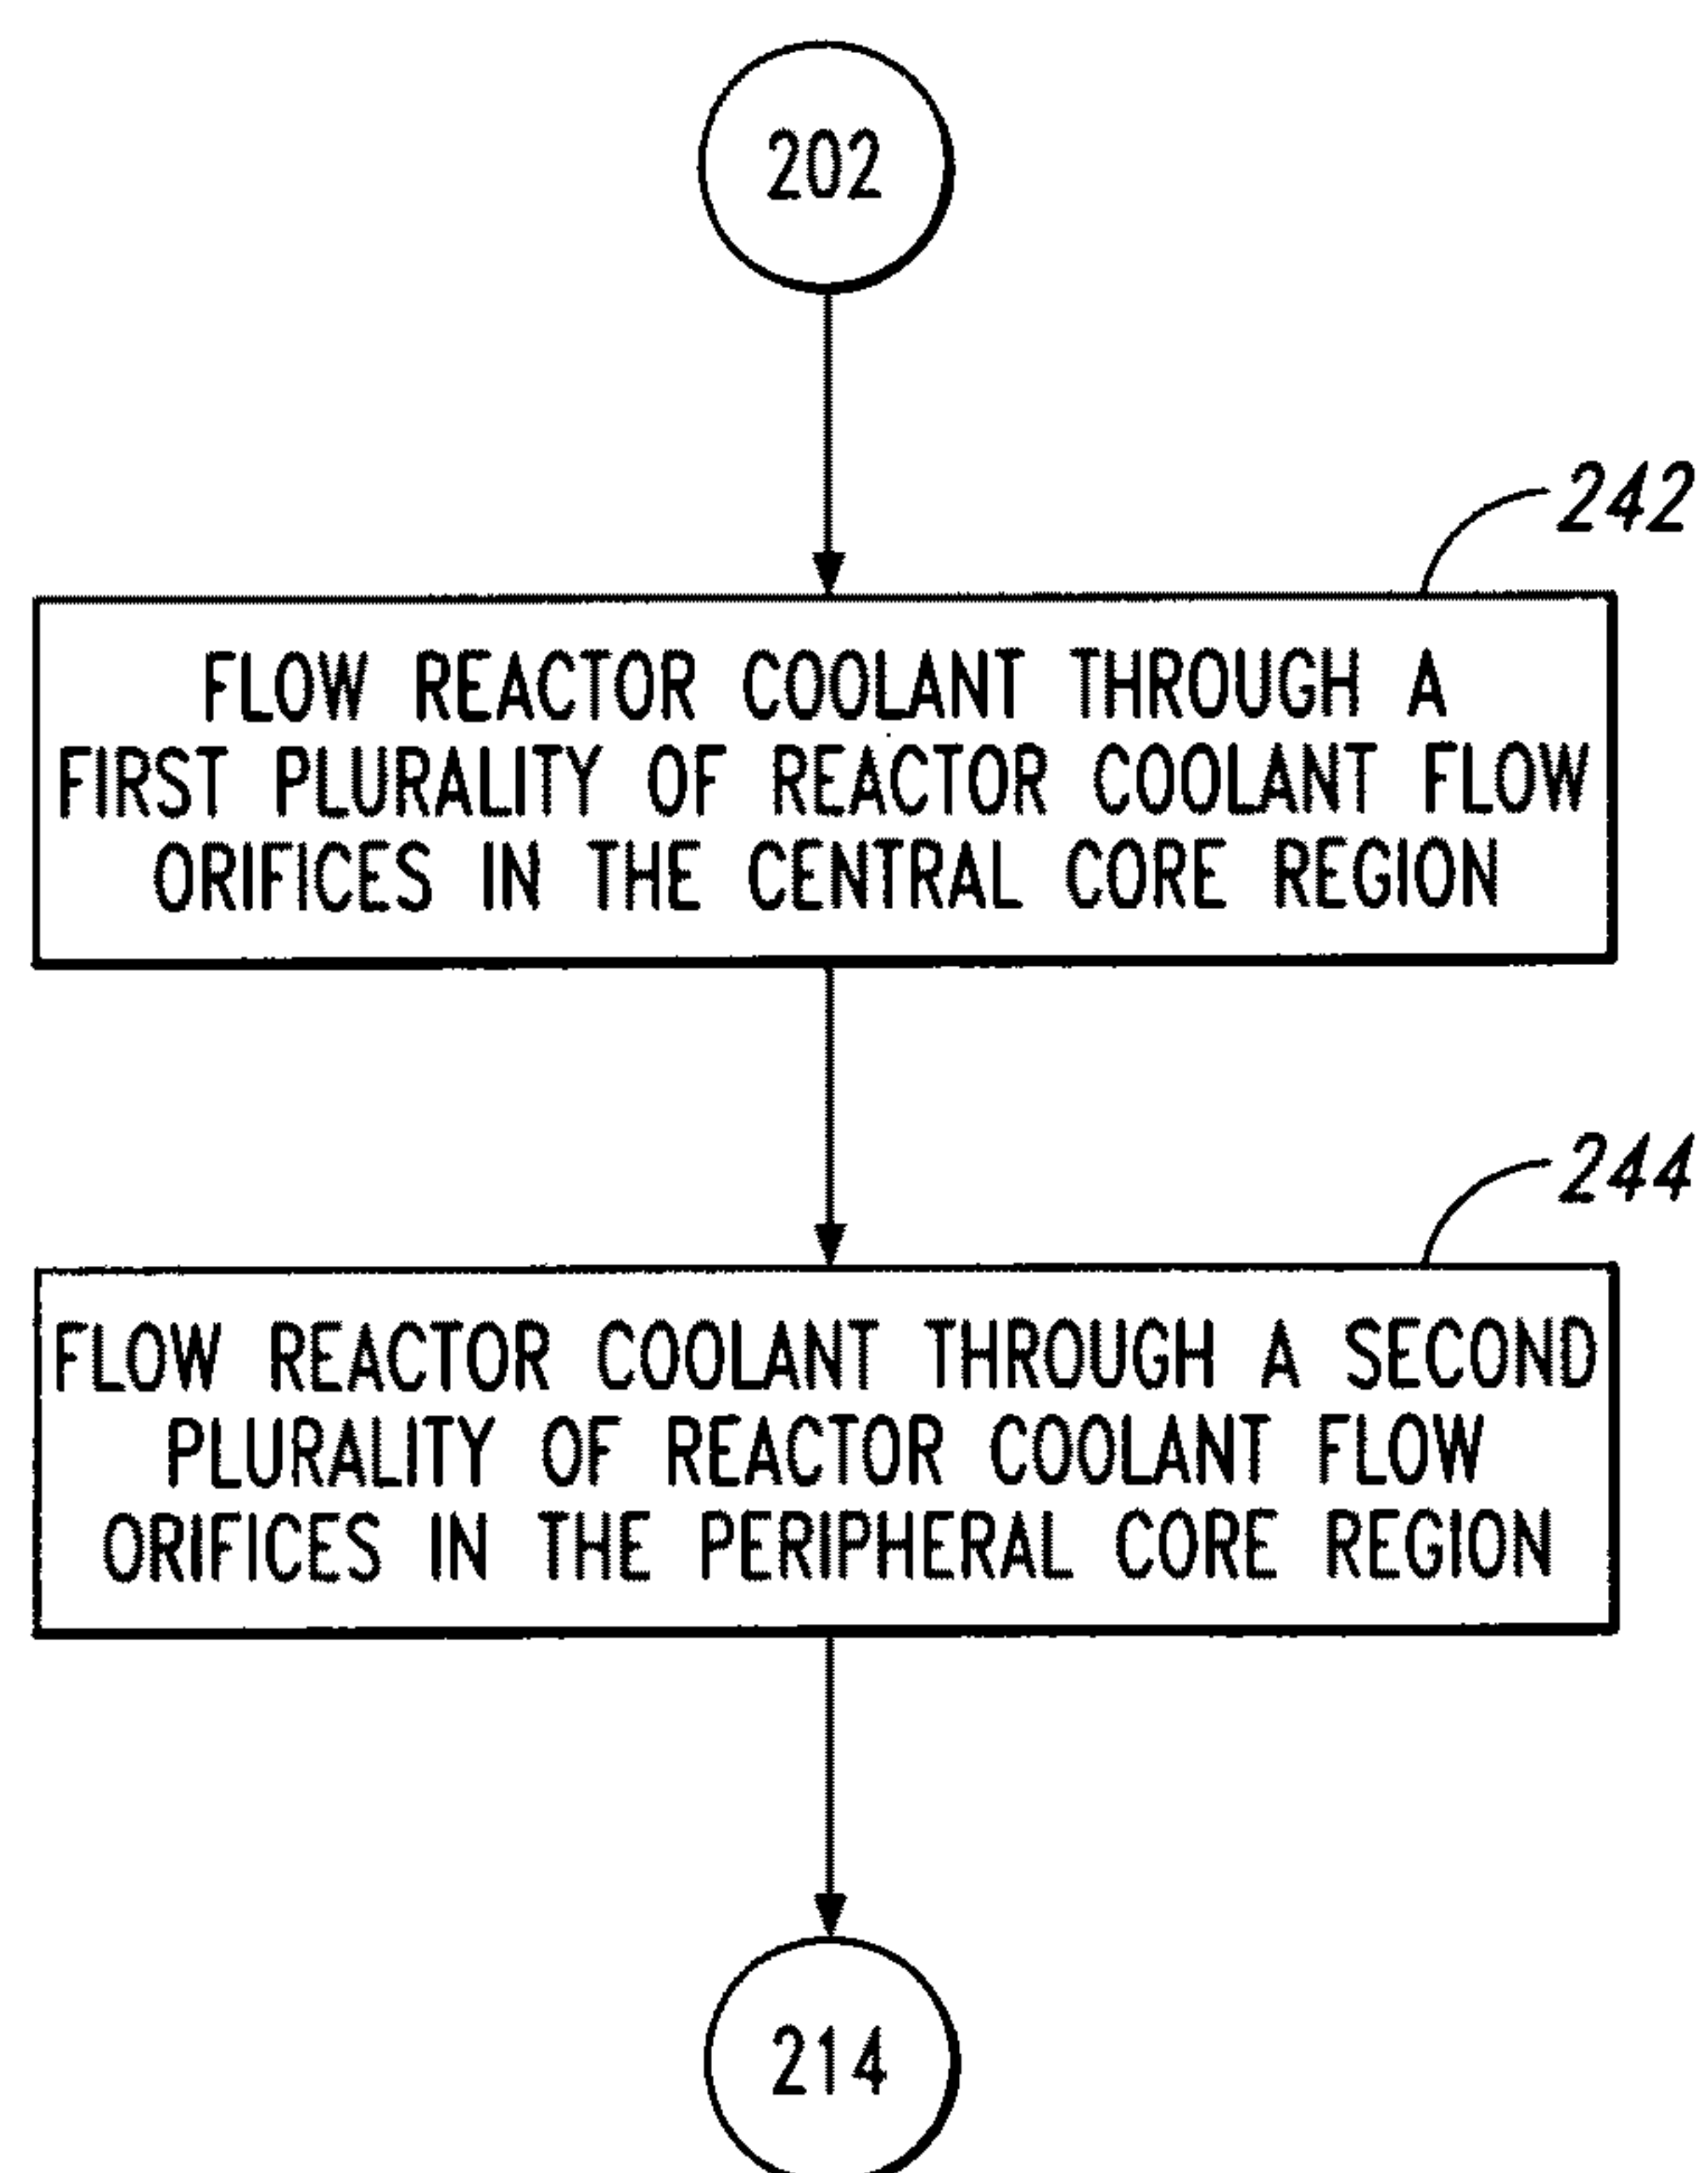 202
242
FLOW REACTOR COOLANT THROUGH A
FIRST PLURALITY OF REACTOR COOLANT FLOW
ORIFICES IN THE CENTRAL CORE REGION
244
FLOW REACTOR COOLANT THROUGH A SECOND
PLURALITY OF REACTOR COOLANT FLOW
ORIFICES IN THE PERIPHERAL CORE REGION
214